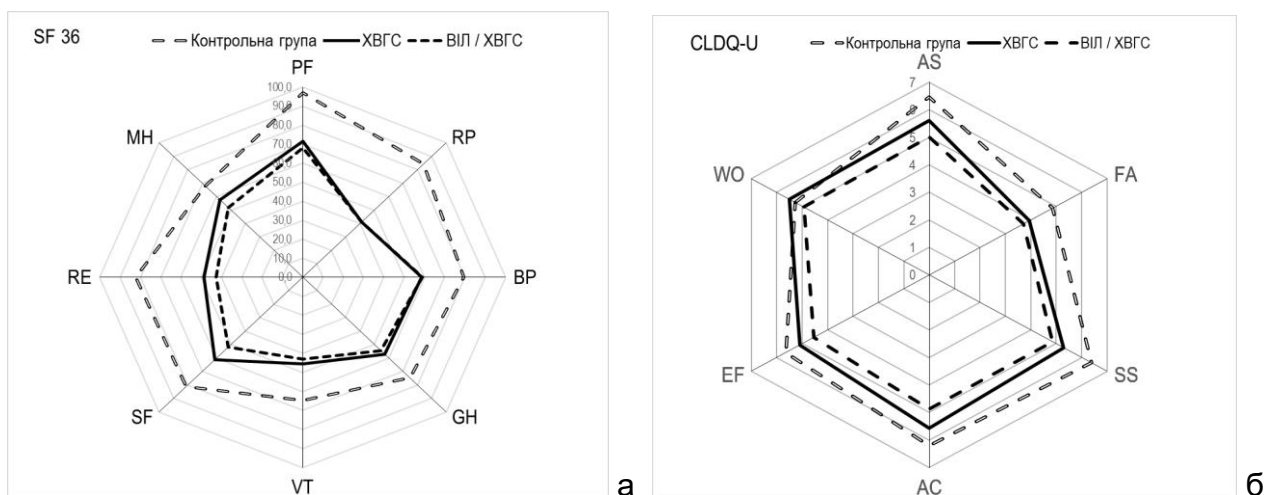 SF 36
Контрольна група ХВГС ВІЛ / ХВГС
PF
100,0
90,0
80,0
70,0
60,0
50,0
40,0
30,0
20,0
10,0
0,0
MH
RP
RE
BP
SF
GH
VT
а
CLDQ-U
Контрольна група ХВГС ВІЛ / ХВГС
AS
7
6
5
4
3
2
1
0
WO
FA
EF
SS
AC
б